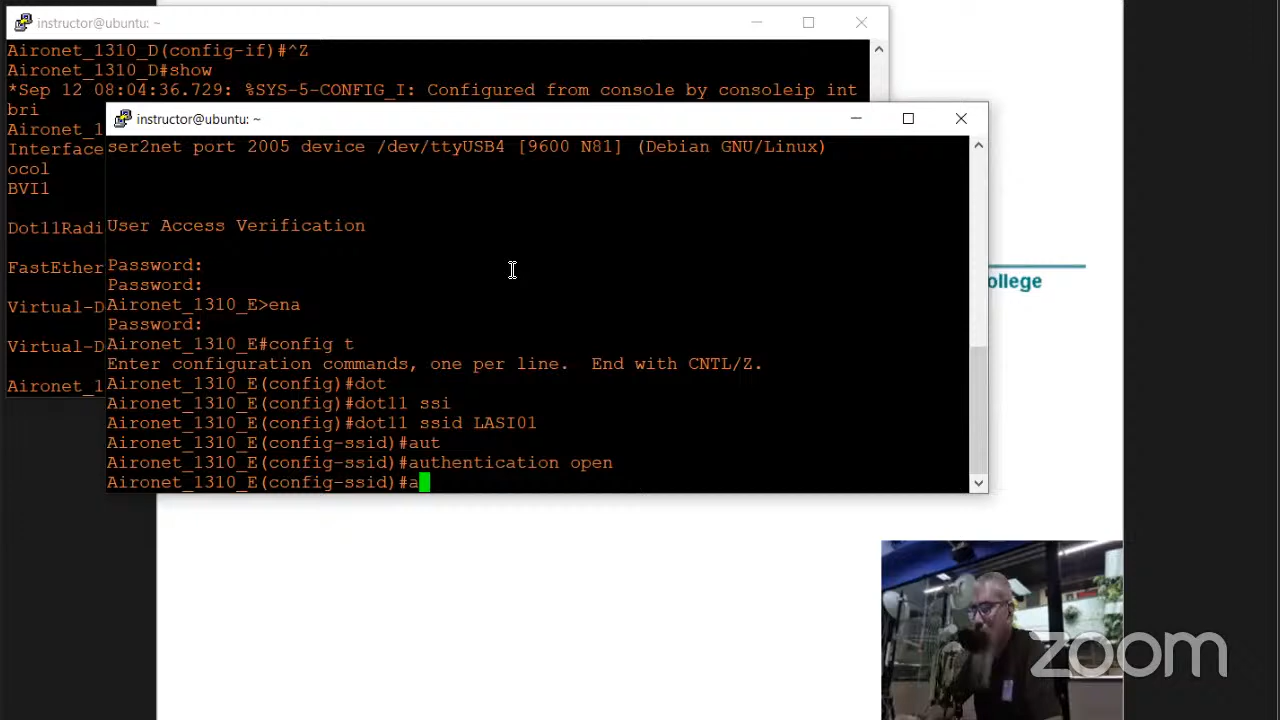 instructor@ubuntu: ~
Aironet_1310_D(config-if)#^Z
Aironet_1310_D#show
*Sep 12 08:04:36.729: %SYS-5-CONFIG_I: Configured from console by consoleip int
bri
Aironet_1
Interface
ocol
BVI1
Dot11Radi
FastEther
Virtual-D
Virtual-D
Aironet_1
instructor@ubuntu: ~
ser2net port 2005 device /dev/ttyUSB4 [9600 N81] (Debian GNU/Linux)
User Access Verification
Password:
Password:
Aironet_1310_E>ena
Password:
Aironet_1310_E#config t
Enter configuration commands, one per line.  End with CNTL/Z.
Aironet_1310_E(config)#dot
Aironet_1310_E(config)#dot11 ssi
Aironet_1310_E(config)#dot11 ssid LASI01
Aironet_1310_E(config-ssid)#aut
Aironet_1310_E(config-ssid)#authentication open
Aironet_1310_E(config-ssid)#a
ollege
zoom